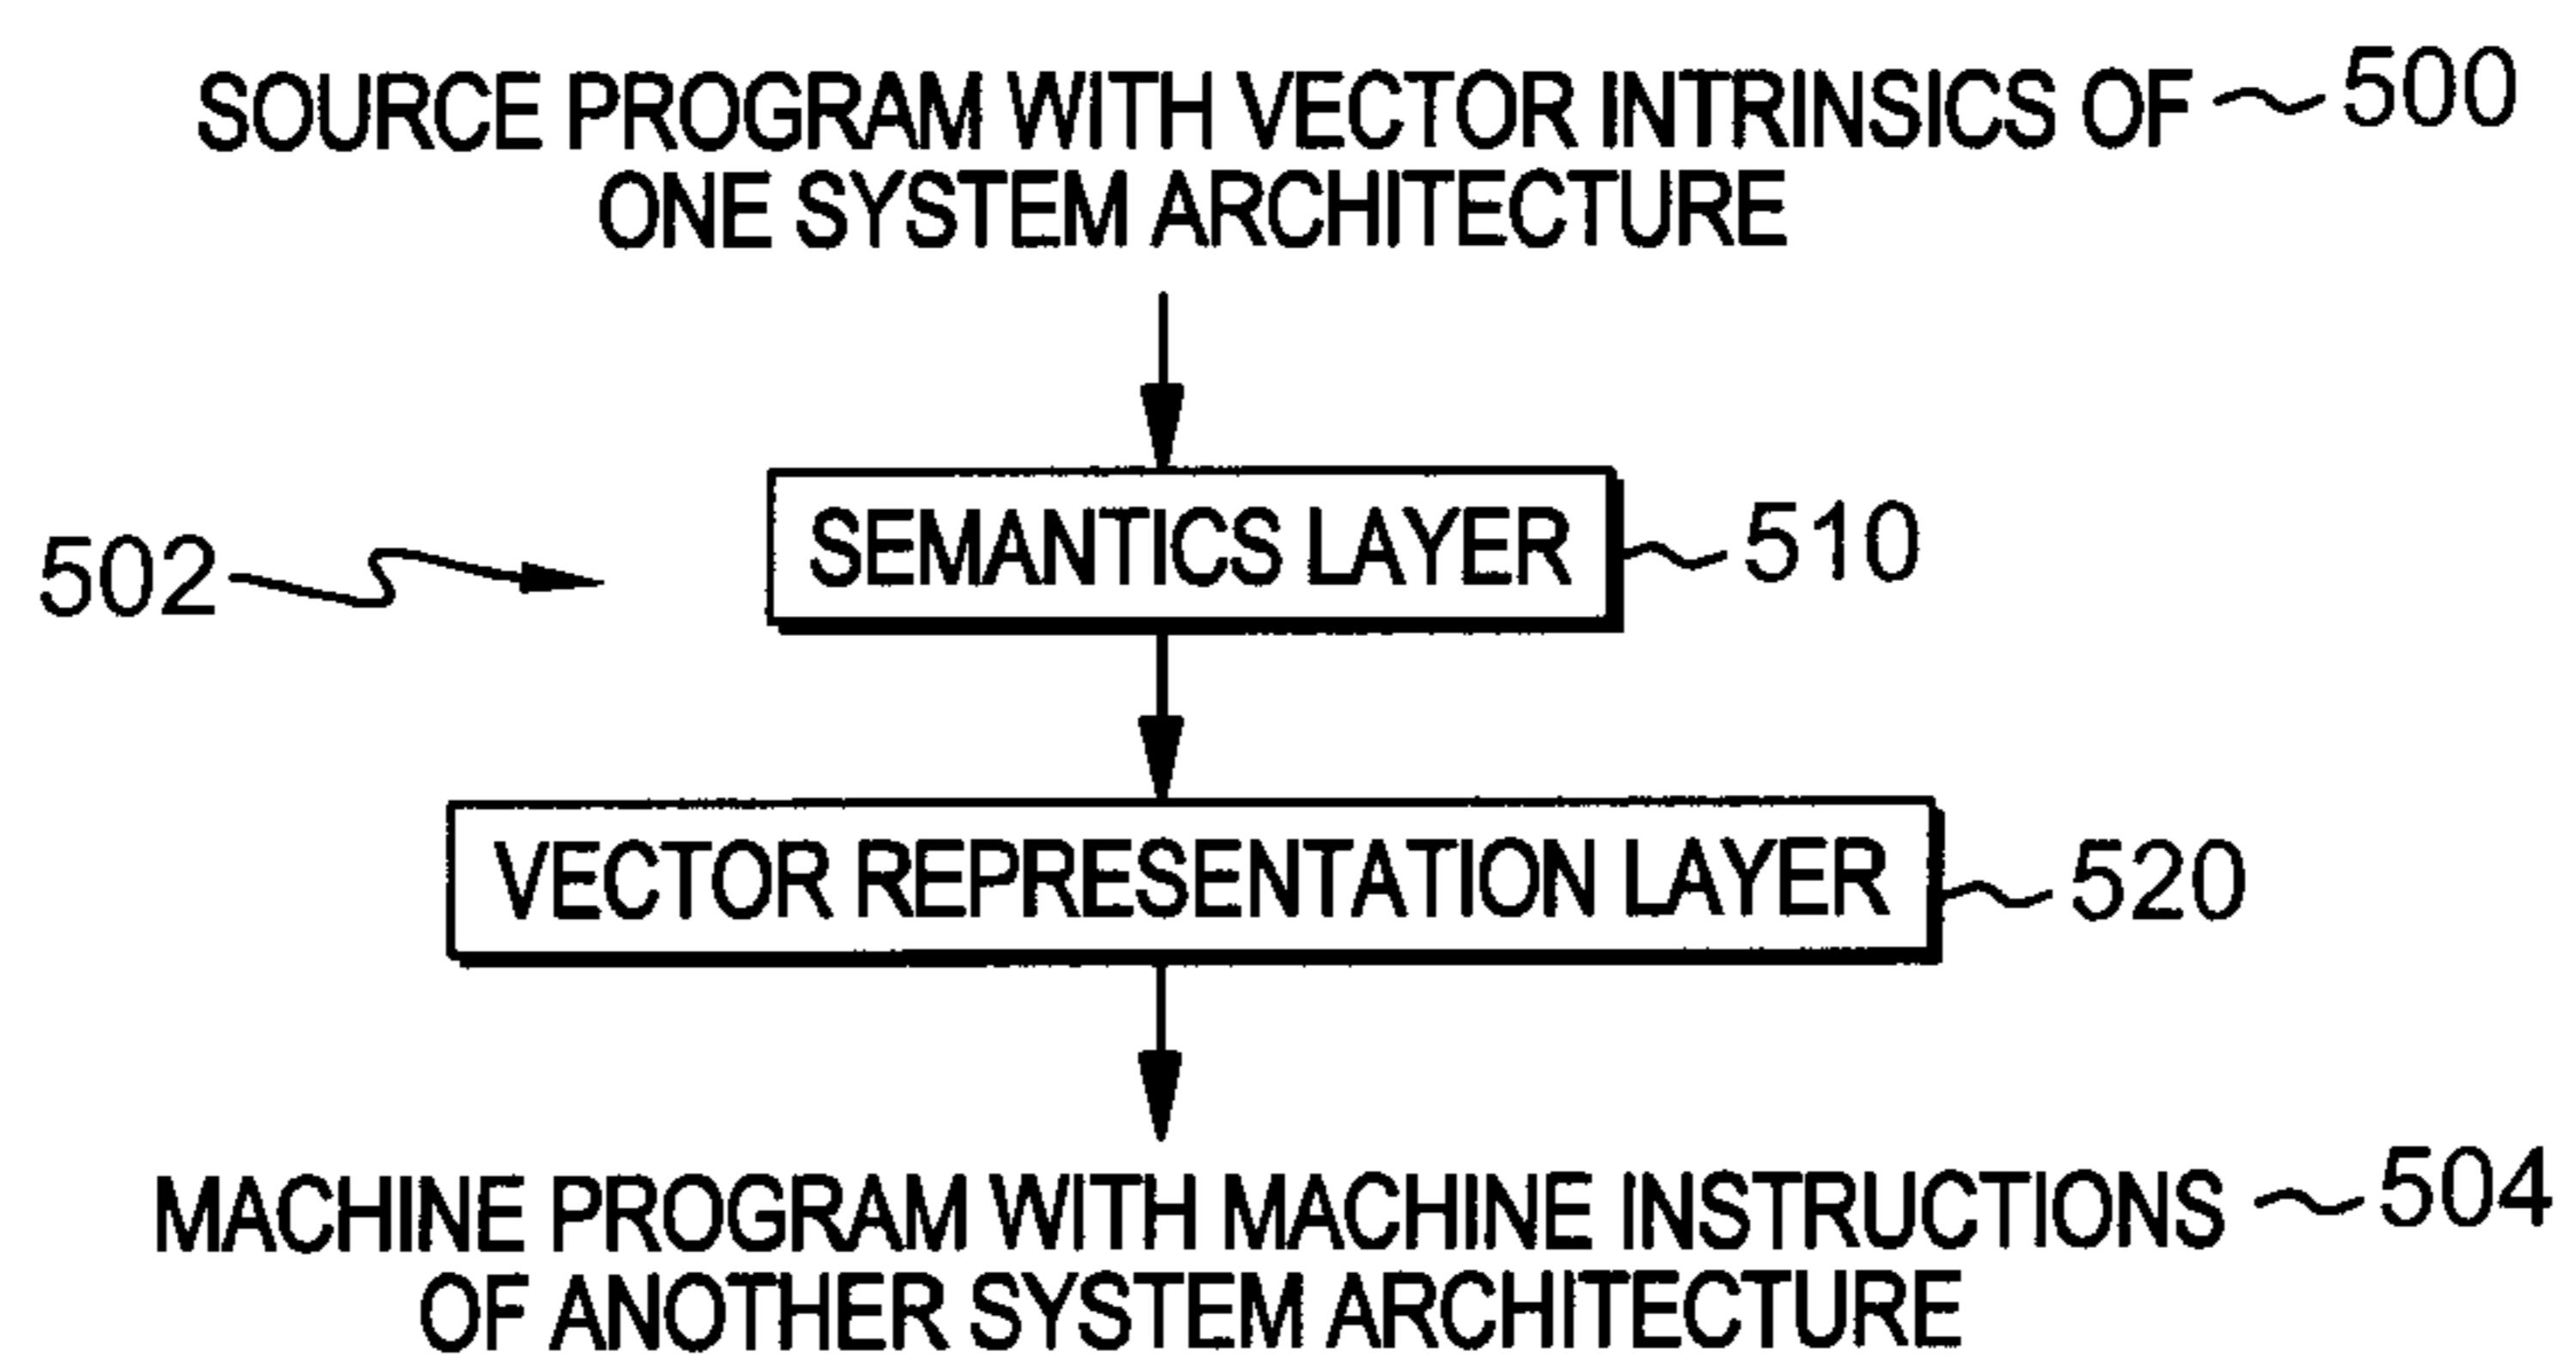 SOURCE PROGRAM WITH VECTOR INTRINSICS OF 500
ONE SYSTEM ARCHITECTURE
SEMANTICS LAYER 510
502
VECTOR REPRESENTATION LAYER 520
MACHINE PROGRAM WITH MACHINE INSTRUCTIONS 504
OF ANOTHER SYSTEM ARCHITECTURE